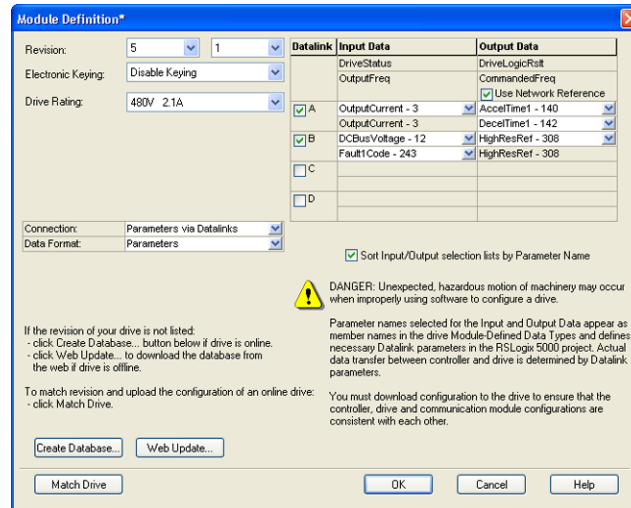 Module Definition*
Revision: 5 1
Electronic Keying: Disable Keying
Drive Rating: 480V 2.1A
Datalink Input Data Output Data
DriveStatus DriveLogicRslt
OutputFreq CommandedFreq
Use Network Reference
A OutputCurrent - 3 AccelTime1 - 140
OutputCurrent - 3 DecelTime1 - 142
B DCBusVoltage - 12 HighResRef - 308
Fault1Code - 243 HighResRef - 308
C
D
Connection: Parameters via Datalinks
Data Format: Parameters
Sort Input/Output selection lists by Parameter Name
DANGER: Unexpected, hazardous motion of machinery may occur
when improperly using software to configure a drive.
Parameter names selected for the Input and Output Data appear as
member names in the drive Module-Defined Data Types and defines
necessary Datalink parameters in the RSLogix 5000 project. Actual
data transfer between controller and drive is determined by Datalink
parameters.
You must download configuration to the drive to ensure that the
controller, drive and communication module configurations are
consistent with each other.
If the revision of your drive is not listed:
- click Create Database... button below if drive is online.
- click Web Update... to download the database from
the web if drive is offline.
To match revision and upload the configuration of an online drive:
- click Match Drive.
Create Database... Web Update...
Match Drive OK Cancel Help